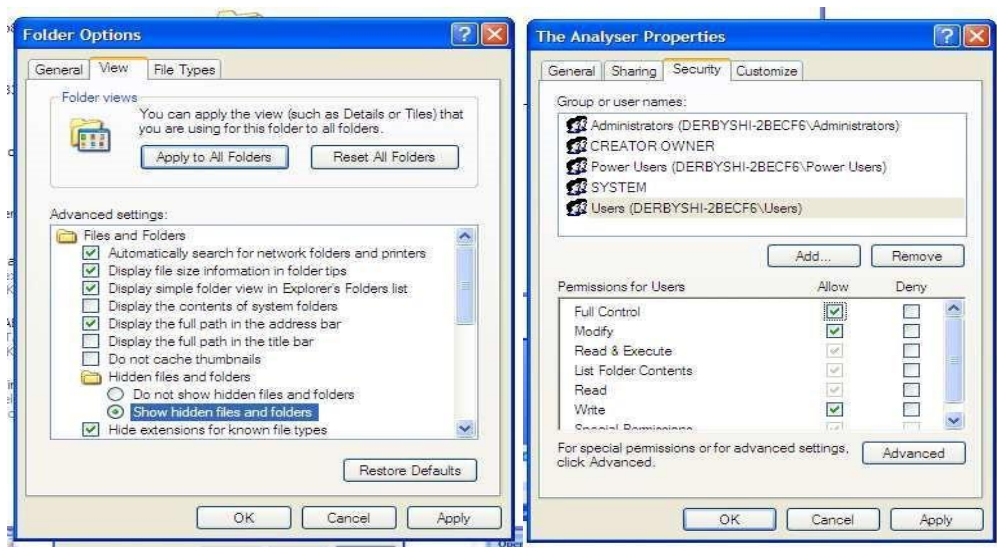 Folder Options
General View File Types
Folder views
You can apply the view (such as Details or Tiles) that
you are using for this folder to all folders.
Apply to All Folders Reset All Folders
Advanced settings:
Files and Folders
Automatically search for network folders and printers
Display file size information in folder tips
Display simple folder view in Explorer's Folders list
Display the contents of system folders
Display the full path in the address bar
Display the full path in the title bar
Do not cache thumbnails
Hidden files and folders
Do not show hidden files and folders
Show hidden files and folders
Hide extensions for known file types
Restore Defaults
OK Cancel Apply
The Analyser Properties
General Sharing Security Customize
Group or user names:
Administrators (DERBYSHI-2BECF6\Administrators)
CREATOR OWNER
Power Users (DERBYSHI-2BECF6\Power Users)
SYSTEM
Users (DERBYSHI-2BECF6\Users)
Add... Remove
Permissions for Users Allow Deny
Full Control
Modify
Read & Execute
List Folder Contents
Read
Write
Special Permissions
For special permissions or for advanced settings,
click Advanced.
Advanced
OK Cancel Apply